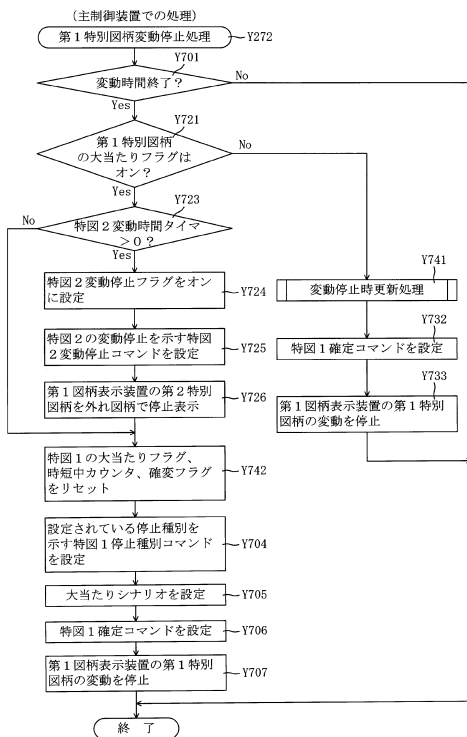 (主制御装置での処理)
第１特別図柄変動停止処理
Y272
Y701
変動時間終了？
No
Yes
Y721
第１特別図柄
の大当たりフラグは
オン？
No
Yes
Y723
No
特図２変動時間タイマ
＞０？
Yes
特図２変動停止フラグをオン
に設定
Y724
特図２の変動停止を示す特図
２変動停止コマンドを設定
Y725
第１図柄表示装置の第２特別
図柄を外れ図柄で停止表示
Y726
特図１の大当たりフラグ、
時短中カウンタ、確変フラグ
をリセット
Y742
設定されている停止種別を
示す特図１停止種別コマンド
を設定
Y704
大当たりシナリオを設定
Y705
特図１確定コマンドを設定
Y706
第１図柄表示装置の第１特別
図柄の変動を停止
Y707
Y741
変動停止時更新処理
Y732
特図１確定コマンドを設定
Y733
第１図柄表示装置の第１特別
図柄の変動を停止
終 了